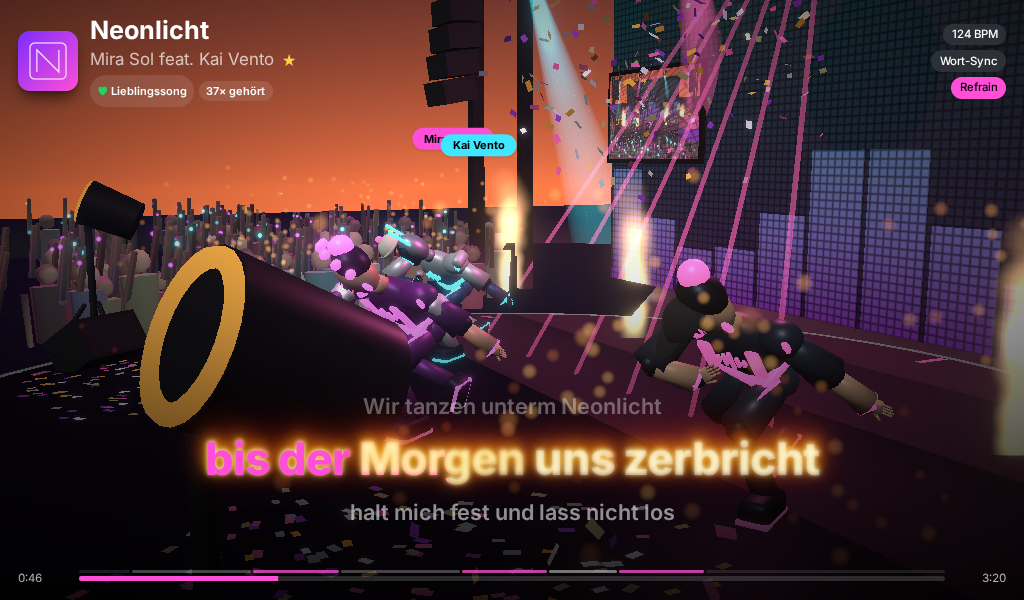 Neonlicht
Mira Sol feat. Kai Vento ★
Lieblingssong
37× gehört
124 BPM
Wort-Sync
Refrain
Kai Vento
Wir tanzen unterm Neonlicht
bis der Morgen uns zerbricht
halt mich fest und lass nicht los
0:46
3:20